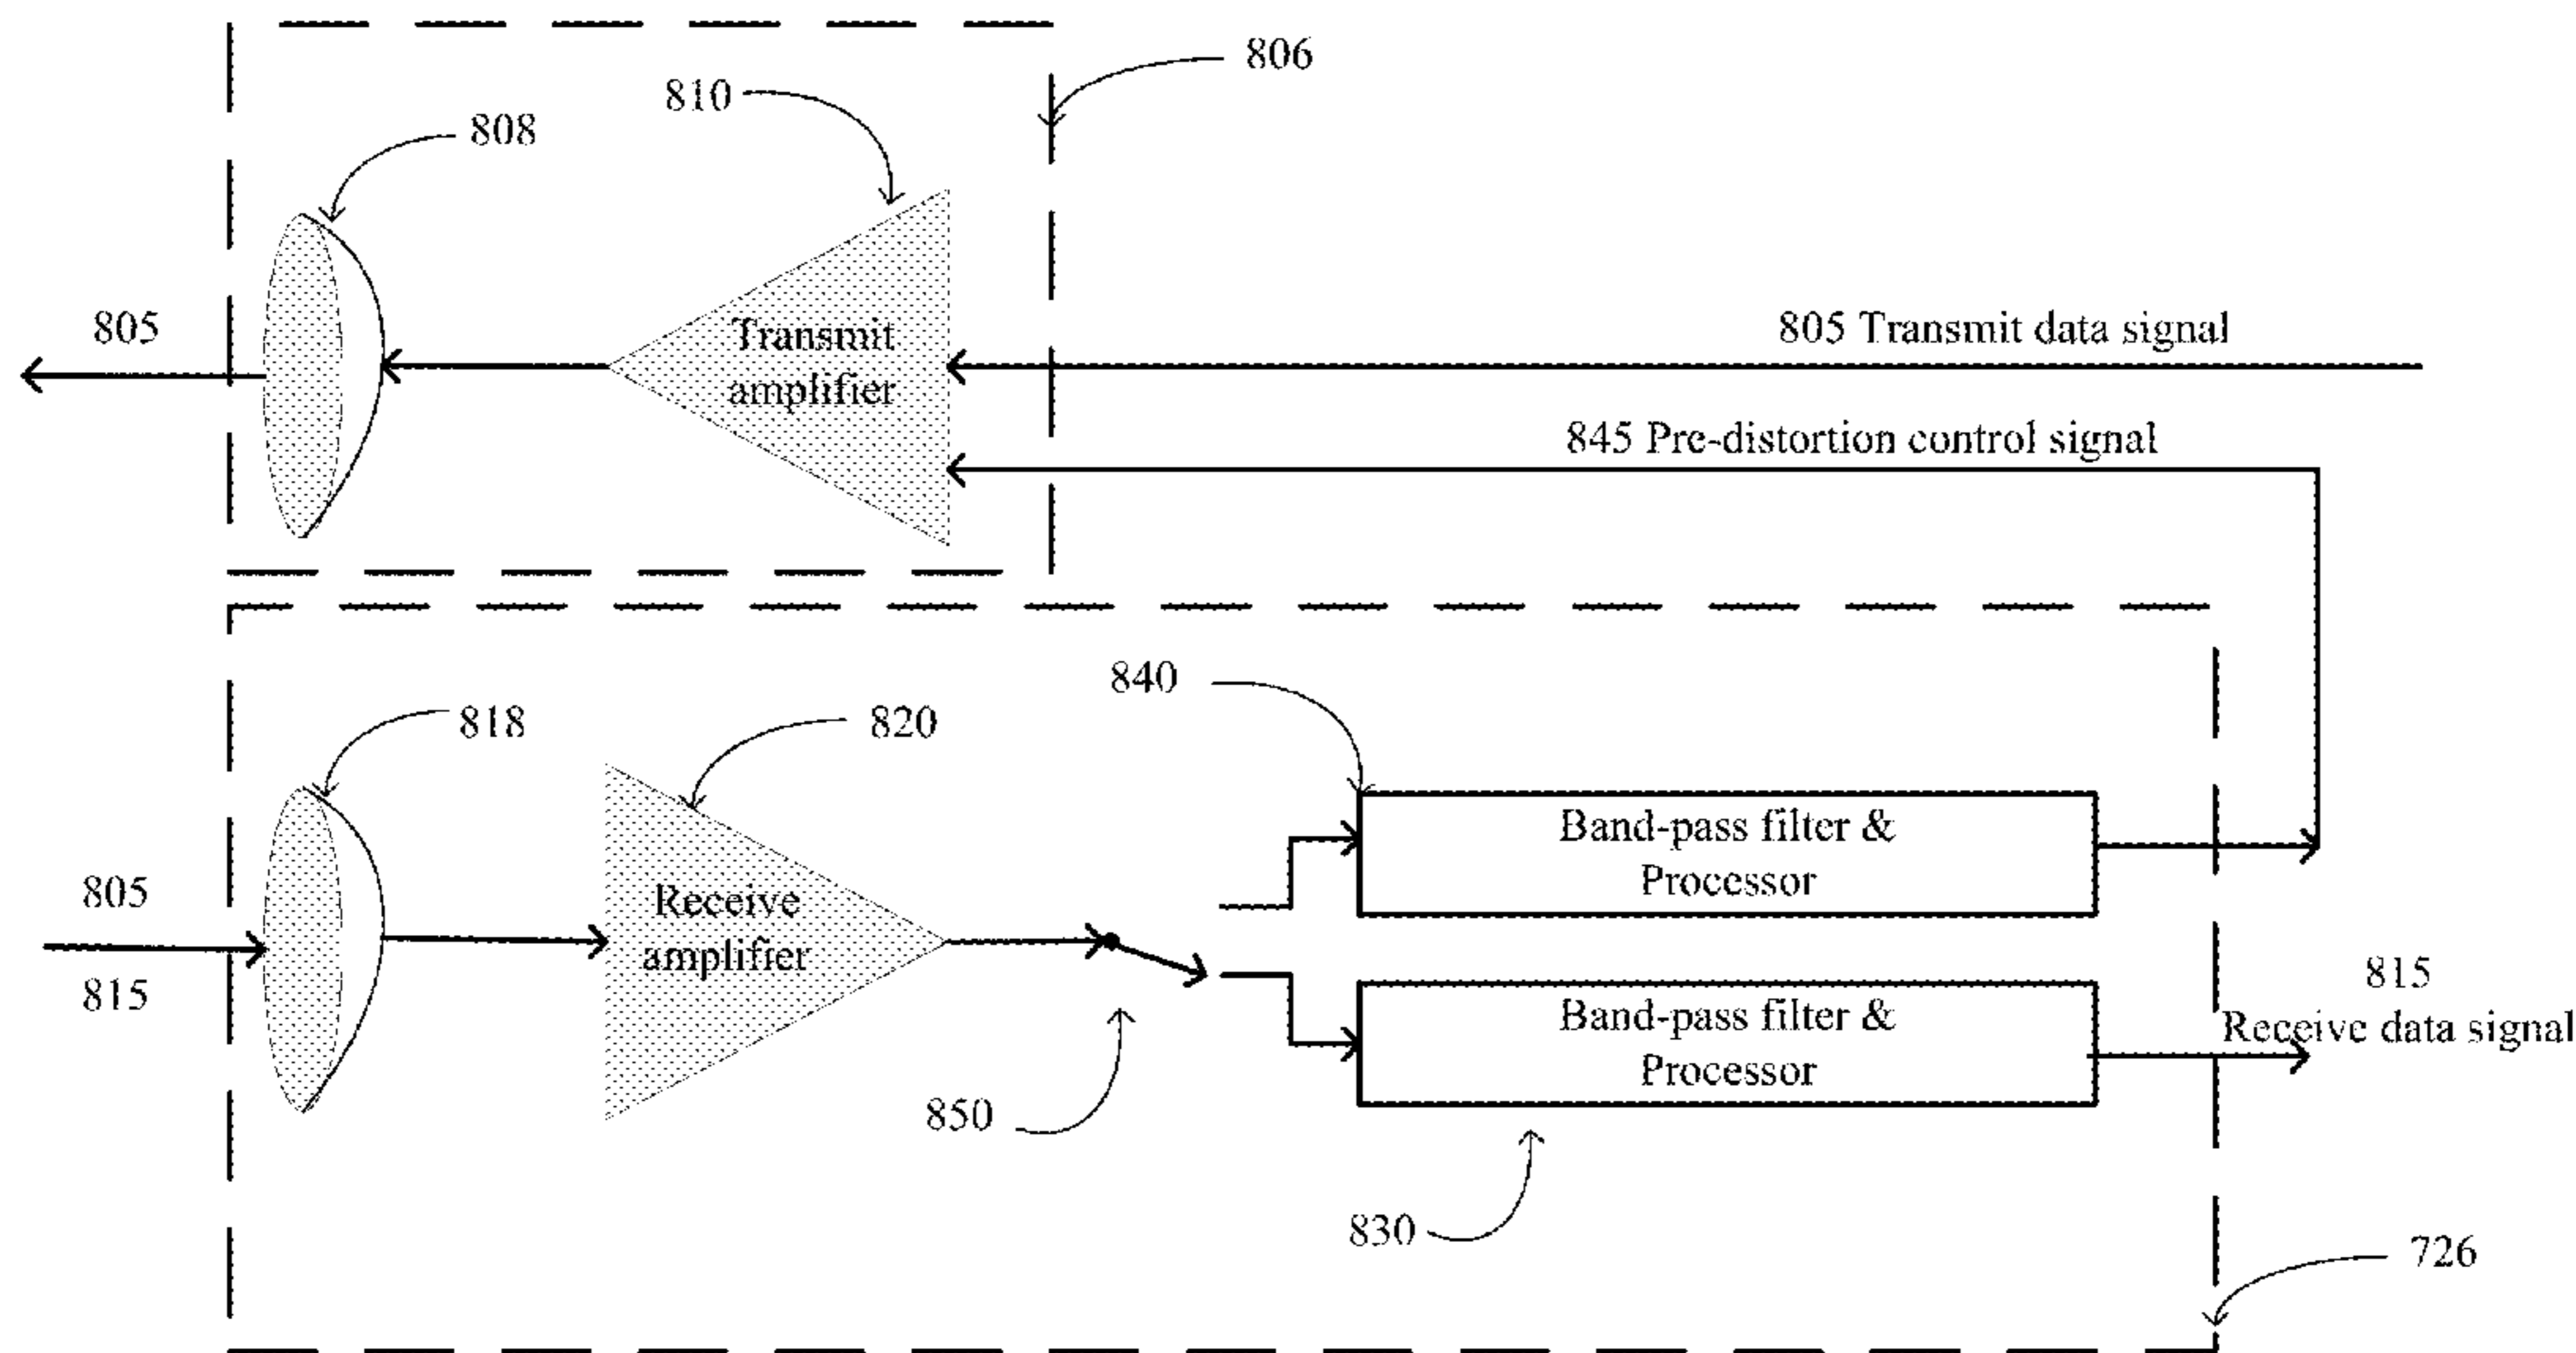 806
810
808
805
Transmit
amplifier
805 Transmit data signal
845 Pre-distortion control signal
840
818
820
Band-pass filter &
Processor
805
815
Receive
amplifier
Band-pass filter &
Processor
815
Receive data signal
850
830
726